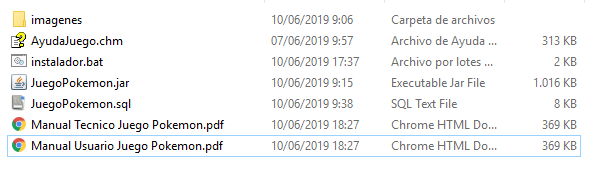 imagenes 10/06/2019 9:06 Carpeta de archivos
AyudaJuego.chm 07/06/2019 9:57 Archivo de Ayuda ... 313 KB
instalador.bat 10/06/2019 17:37 Archivo por lotes ... 2 KB
JuegoPokemon.jar 10/06/2019 9:15 Executable Jar File 1.016 KB
JuegoPokemon.sql 10/06/2019 9:38 SQL Text File 8 KB
Manual Tecnico Juego Pokemon.pdf 10/06/2019 18:27 Chrome HTML Do... 369 KB
Manual Usuario Juego Pokemon.pdf 10/06/2019 18:27 Chrome HTML Do... 369 KB